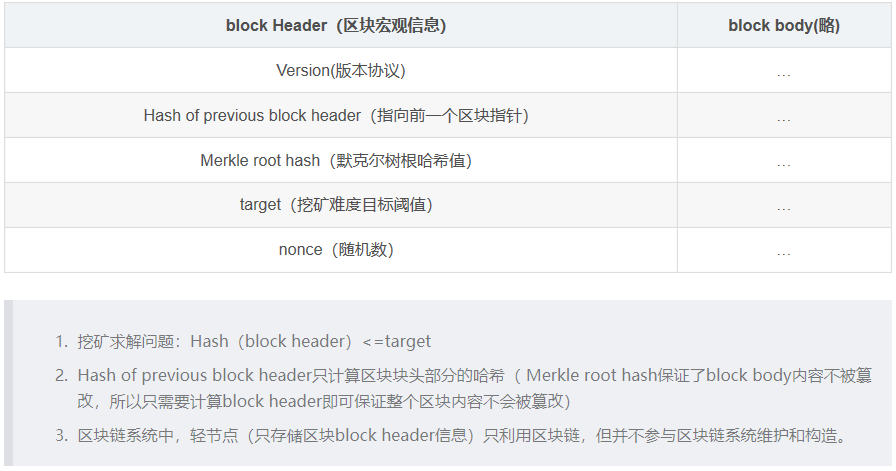 block Header（区块宏观信息） block body(略)
Version(版本协议) …
Hash of previous block header（指向前一个区块指针） …
Merkle root hash（默克尔树根哈希值） …
target（挖矿难度目标阈值） …
nonce（随机数） …
1. 挖矿求解问题：Hash（block header）<=target
2. Hash of previous block header只计算区块块头部分的哈希（ Merkle root hash保证了block body内容不被篡
改，所以只需要计算block header即可保证整个区块内容不会被篡改）
3. 区块链系统中，轻节点（只存储区块block header信息）只利用区块链，但并不参与区块链系统维护和构造。